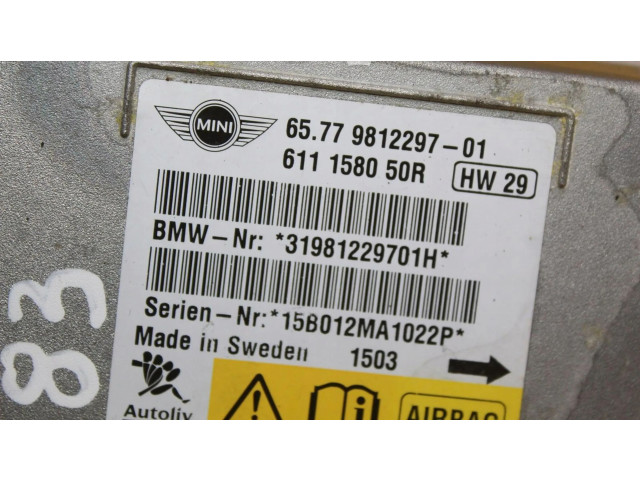 MINI
65.77 9812297-01
611 1580 50R HW 29
BMW-Nr: *31981229701H*
Serien-Nr: *15B012MA1022P*
Made in Sweden 1503
Autoliv
AIRBAG
83